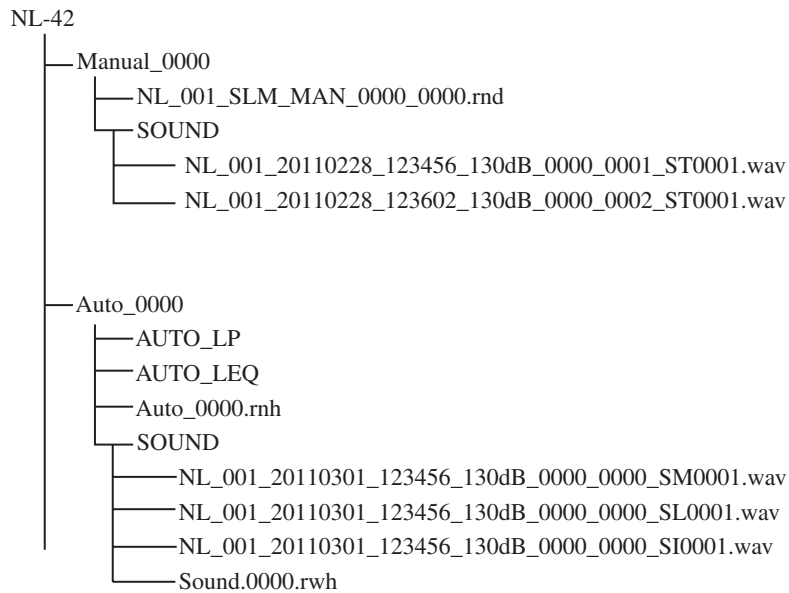 NL-42
Manual_0000
NL_001_SLM_MAN_0000_0000.rnd
SOUND
NL_001_20110228_123456_130dB_0000_0001_ST0001.wav
NL_001_20110228_123602_130dB_0000_0002_ST0001.wav
Auto_0000
AUTO_LP
AUTO_LEQ
Auto_0000.rnh
SOUND
NL_001_20110301_123456_130dB_0000_0000_SM0001.wav
NL_001_20110301_123456_130dB_0000_0000_SL0001.wav
NL_001_20110301_123456_130dB_0000_0000_SI0001.wav
Sound.0000.rwh